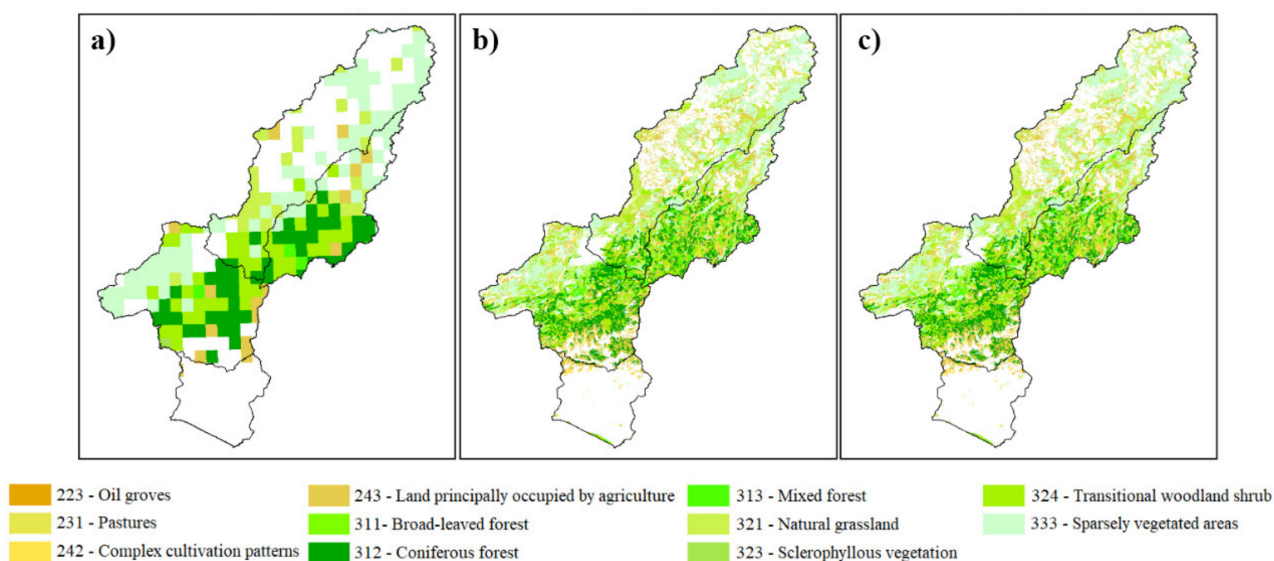 a)
b)
c)
223 - Oil groves
243 - Land principally occupied by agriculture
313 - Mixed forest
324 - Transitional woodland shrub
231 - Pastures
311- Broad-leaved forest
321 - Natural grassland
333 - Sparsely vegetated areas
242 - Complex cultivation patterns
312 - Coniferous forest
323 - Sclerophyllous vegetation